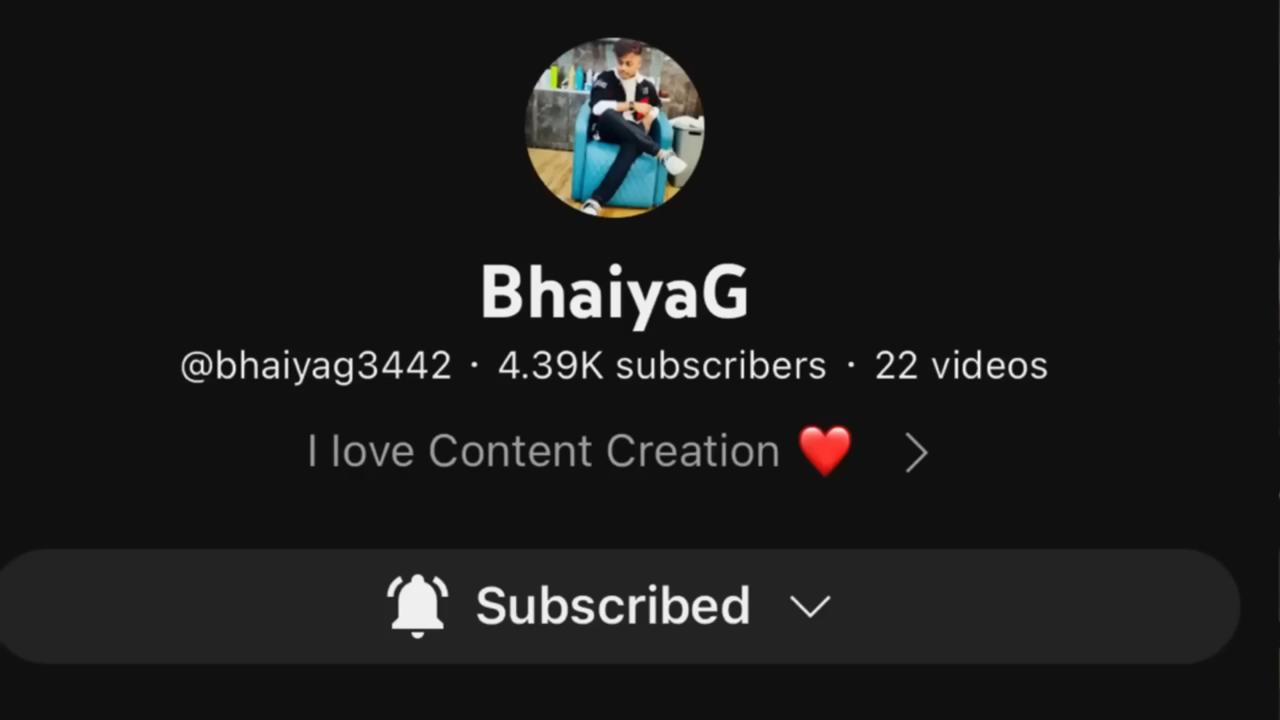 BhaiyaG
@bhaiyag3442 · 4.39K subscribers · 22 videos
I love Content Creation ❤️ >
Subscribed